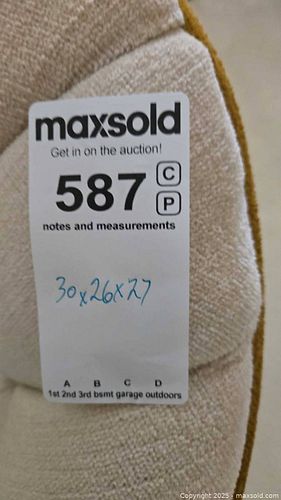 maxsold
Get in on the auction!
587 C
P
notes and measurements
30x26x27
A B C D
1st 2nd 3rd bsmt garage outdoors
Copyright 2025 - maxsold.com